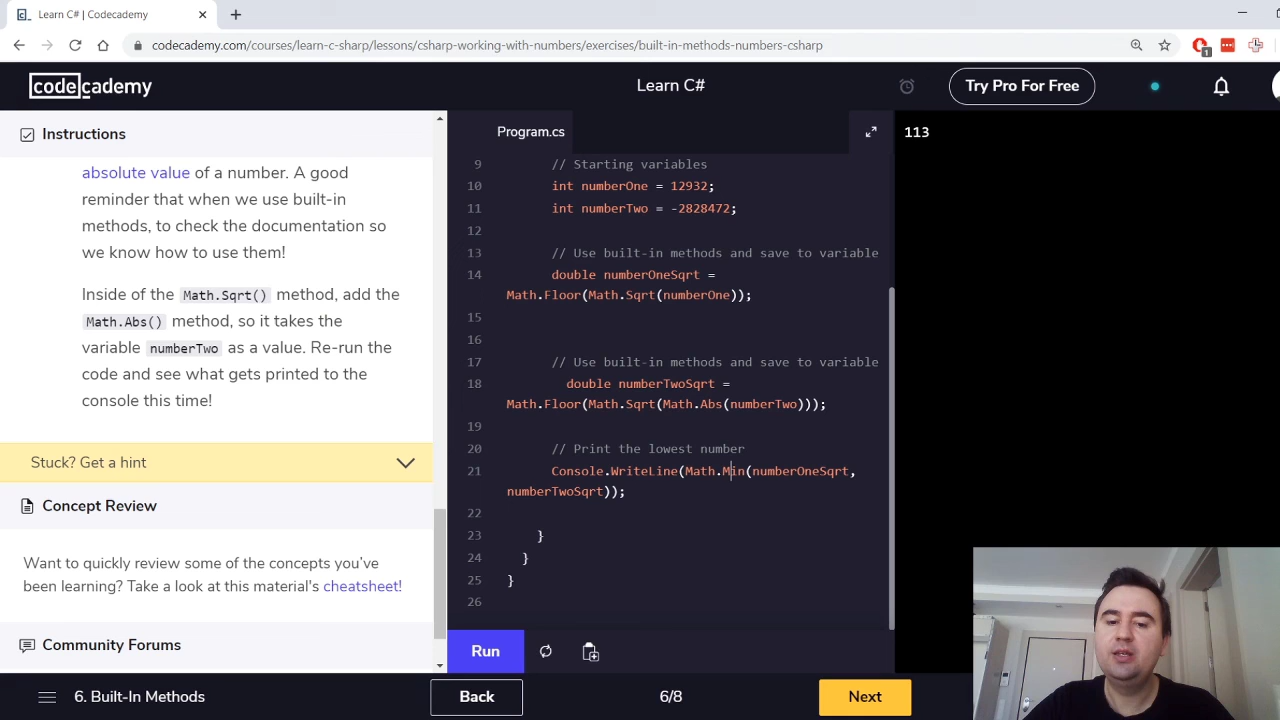 Learn C# | Codecademy
codecademy.com/courses/learn-c-sharp/lessons/csharp-working-with-numbers/exercises/built-in-methods-numbers-csharp
1
codecademy
Learn C#
Try Pro For Free
Instructions
absolute value of a number. A good
reminder that when we use built-in
methods, to check the documentation so
we know how to use them!
Inside of the Math.Sqrt() method, add the
Math.Abs() method, so it takes the
variable numberTwo as a value. Re-run the
code and see what gets printed to the
console this time!
Stuck? Get a hint
Concept Review
Want to quickly review some of the concepts you've
been learning? Take a look at this material's cheatsheet!
Community Forums
Program.cs
9 // Starting variables
10 int numberOne = 12932;
11 int numberTwo = -2828472;
12
13 // Use built-in methods and save to variable
14 double numberOneSqrt =
Math.Floor(Math.Sqrt(numberOne));
15
16
17 // Use built-in methods and save to variable
18 double numberTwoSqrt =
Math.Floor(Math.Sqrt(Math.Abs(numberTwo)));
19
20 // Print the lowest number
21 Console.WriteLine(Math.Min(numberOneSqrt,
numberTwoSqrt));
22
23 }
24 }
25 }
26
Run
113
6. Built-In Methods
Back
6/8
Next